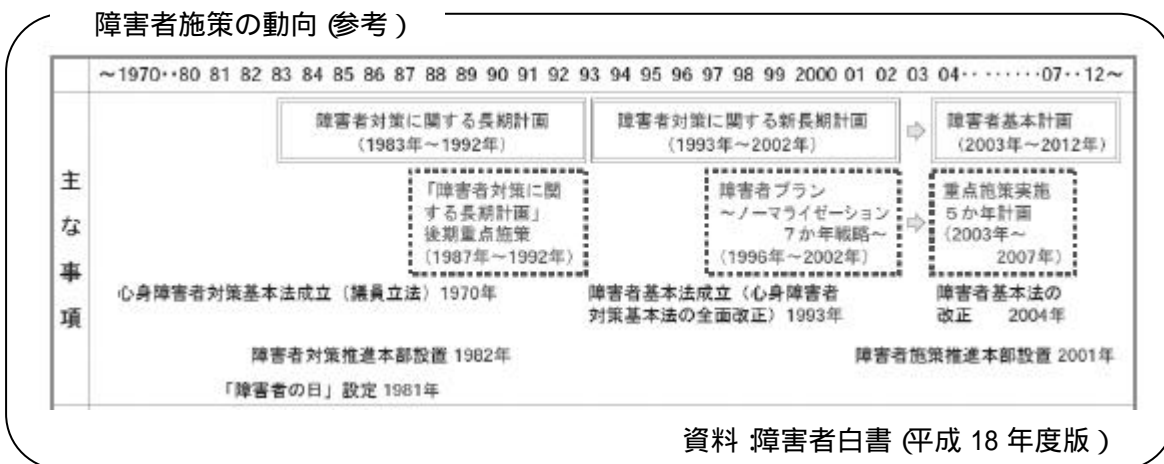 障害者施策の動向（参考）
～1970‥80 81 82 83 84 85 86 87 88 89 90 91 92 93 94 95 96 97 98 99 2000 01 02 03 04‥‥‥‥‥07‥12～
主な事項
障害者対策に関する長期計画
（1983年～1992年）
障害者対策に関する新長期計画
（1993年～2002年）
⇨
障害者基本計画
（2003年～2012年）
「障害者対策に関
する長期計画」
後期重点施策
（1987年～1992年）
障害者プラン
～ノーマライゼーション
7か年戦略～
（1996年～2002年）
⇨
重点施策実施
5か年計画
（2003年～
2007年）
心身障害者対策基本法成立（議員立法）1970年
障害者基本法成立（心身障害者
対策基本法の全面改正）1993年
障害者基本法の
改正 2004年
障害者対策推進本部設置 1982年
障害者施策推進本部設置 2001年
「障害者の日」設定 1981年
資料：障害者白書（平成 18 年度版）